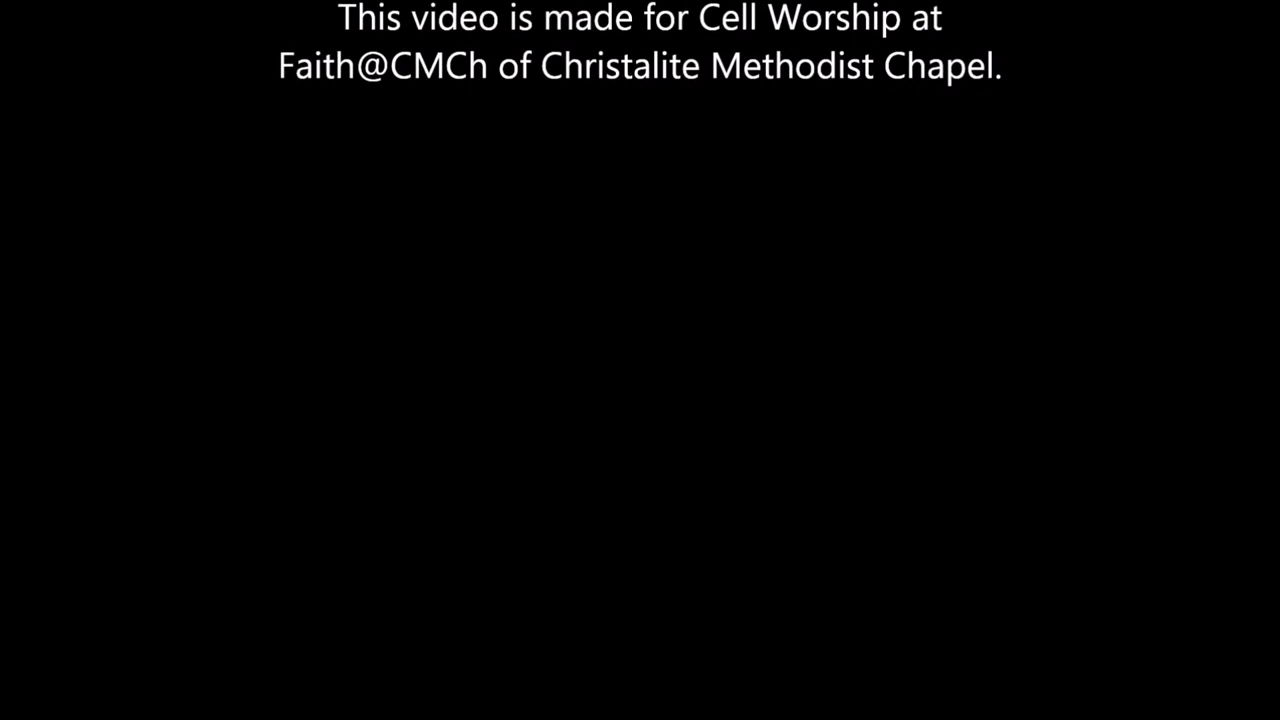 This video is made for Cell Worship at
Faith@CMCh of Christalite Methodist Chapel.